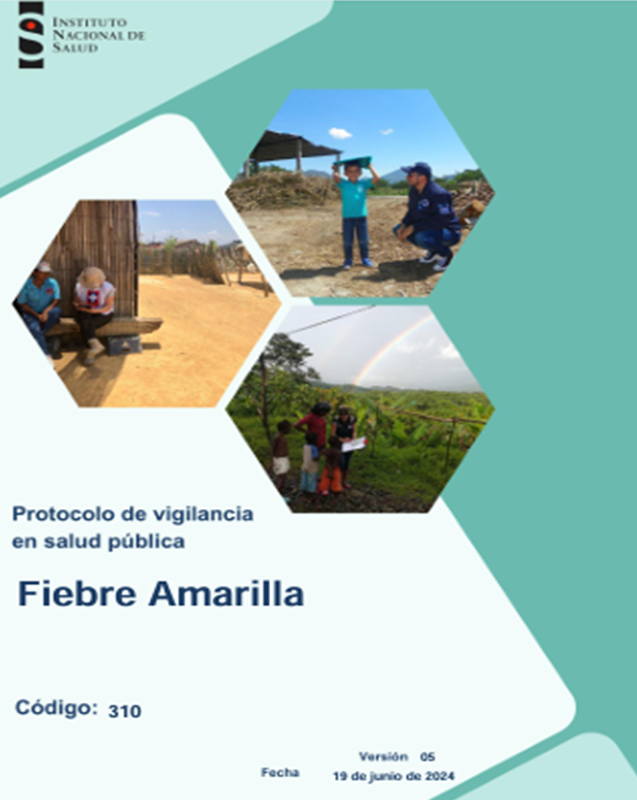 INSTITUTO
NACIONAL DE
SALUD
Protocolo de vigilancia
en salud pública
Fiebre Amarilla
Código: 310
Versión 05
Fecha 19 de junio de 2024